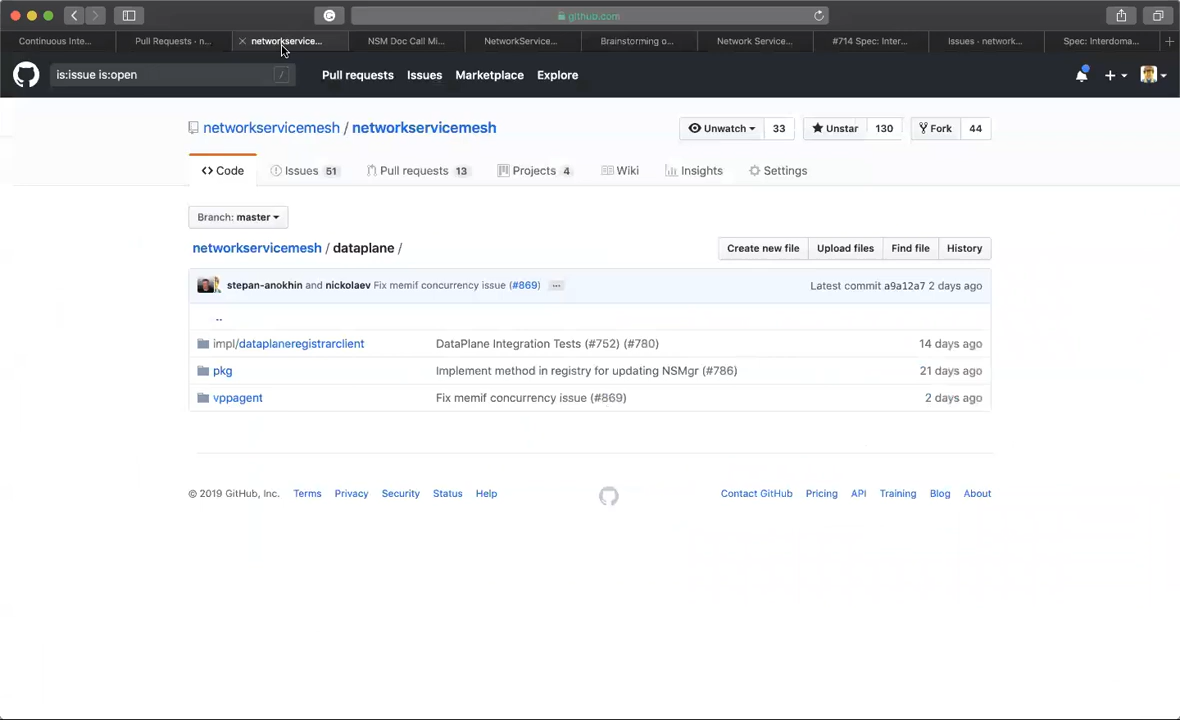 github.com
Continuous Inte...
Pull Requests · n...
networkservice...
NSM Doc Call Mi...
NetworkService...
Brainstorming o...
Network Service...
#714 Spec: Inter...
Issues · network...
Spec: Interdoma...
is:issue is:open
/
Pull requests
Issues
Marketplace
Explore
networkservicemesh / networkservicemesh
Unwatch 33
Unstar 130
Fork 44
Code
Issues 51
Pull requests 13
Projects 4
Wiki
Insights
Settings
Branch: master
networkservicemesh / dataplane /
Create new file
Upload files
Find file
History
stepan-anokhin and nickolaev Fix memif concurrency issue (#869) ...
Latest commit a9a12a7 2 days ago
..
impl/dataplaneregistrarclient DataPlane Integration Tests (#752) (#780) 14 days ago
pkg Implement method in registry for updating NSMgr (#786) 21 days ago
vppagent Fix memif concurrency issue (#869) 2 days ago
© 2019 GitHub, Inc. Terms Privacy Security Status Help
Contact GitHub Pricing API Training Blog About